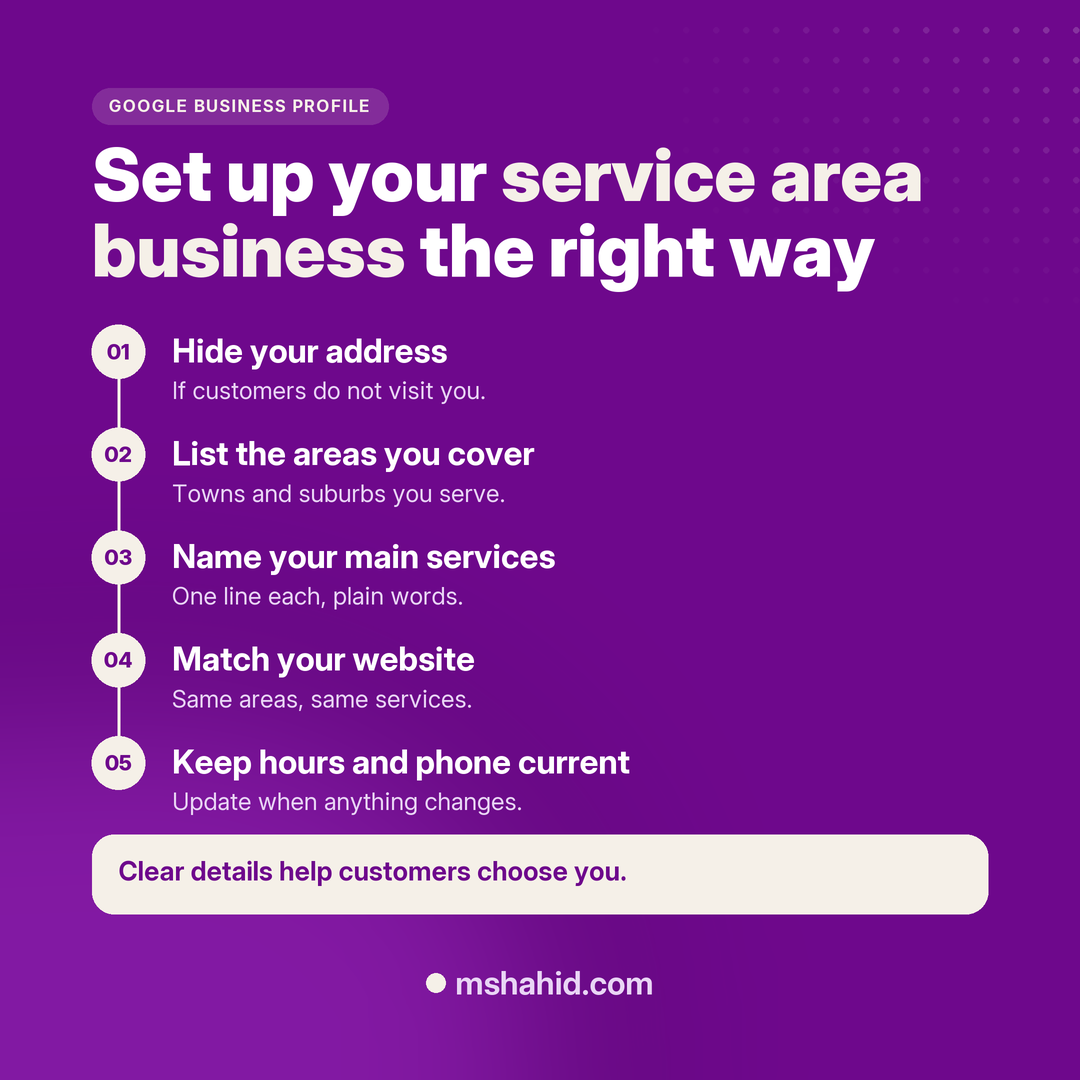 GOOGLE BUSINESS PROFILE
Set up your service area
business the right way
01
Hide your address
If customers do not visit you.
02
List the areas you cover
Towns and suburbs you serve.
03
Name your main services
One line each, plain words.
04
Match your website
Same areas, same services.
05
Keep hours and phone current
Update when anything changes.
Clear details help customers choose you.
mshahid.com